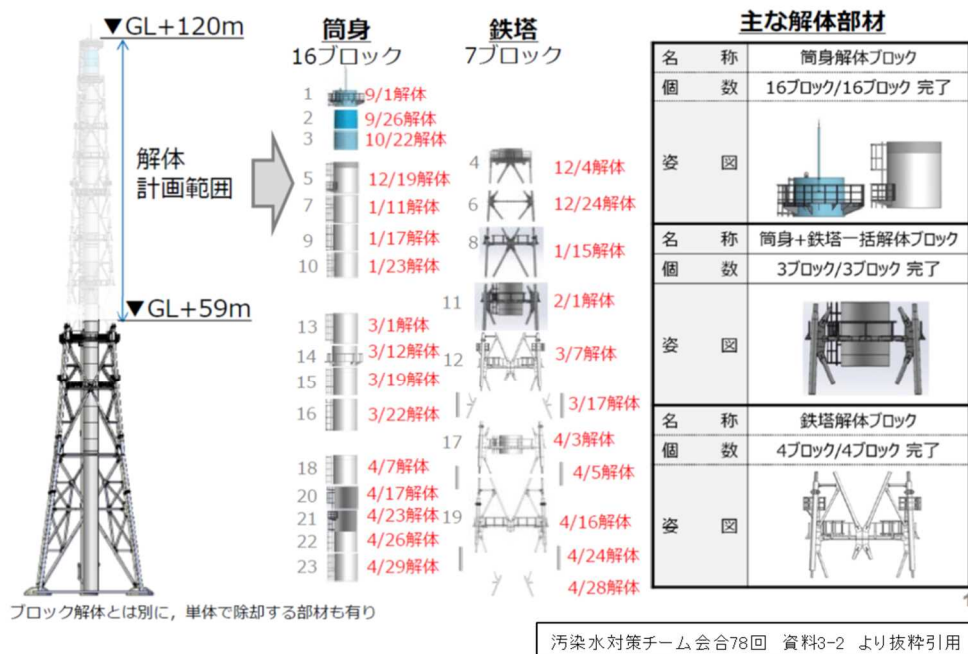 ▼GL+120m
解体
計画範囲
▼GL+59m
筒身
16ブロック
1 9/1解体
2 9/26解体
3 10/22解体
5 12/19解体
7 1/11解体
9 1/17解体
10 1/23解体
13 3/1解体
14 3/12解体
15 3/19解体
16 3/22解体
18 4/7解体
20 4/17解体
21 4/23解体
22 4/26解体
23 4/29解体
鉄塔
7ブロック
4 12/4解体
6 12/24解体
8 1/15解体
11 2/1解体
12 3/7解体
3/17解体
17 4/3解体
4/5解体
19 4/16解体
4/24解体
4/28解体
主な解体部材
名称 筒身解体ブロック
個数 16ブロック/16ブロック 完了
姿図
名称 筒身+鉄塔一括解体ブロック
個数 3ブロック/3ブロック 完了
姿図
名称 鉄塔解体ブロック
個数 4ブロック/4ブロック 完了
姿図
ブロック解体とは別に，単体で除却する部材も有り
汚染水対策チーム会合78回 資料3-2 より抜粋引用